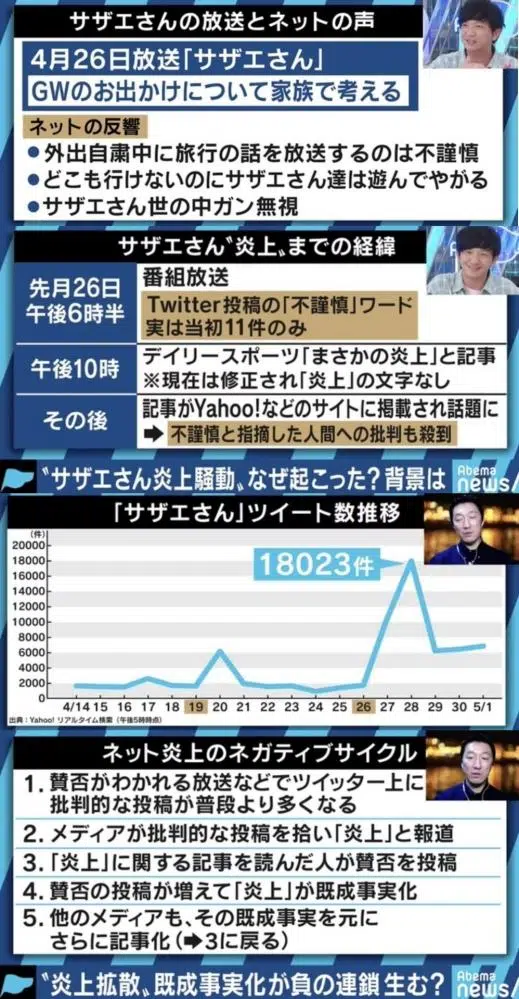 サザエさんの放送とネットの声
4月26日放送「サザエさん」
GWのお出かけについて家族で考える
ネットの反響
●外出自粛中に旅行の話を放送するのは不謹慎
●どこも行けないのにサザエさん達は遊んでやがる
●サザエさん世の中ガン無視
サザエさん〝炎上〟までの経緯
先月26日
午後6時半
番組放送
Twitter投稿の「不謹慎」ワード
実は当初11件のみ
午後10時
デイリースポーツ「まさかの炎上」と記事
※現在は修正され「炎上」の文字なし
その後
記事がYahoo!などのサイトに掲載され話題に
➡不謹慎と指摘した人間への批判も殺到
〝サザエさん炎上騒動〟なぜ起こった?背景は
Abema
news/
「サザエさん」ツイート数推移
(件)
20000
18000
16000
14000
12000
10000
8000
6000
4000
2000
0
18023件
4/14 15 16 17 18 19 20 21 22 23 24 25 26 27 28 29 30 5/1
出典:Yahoo!リアルタイム検索(午後5時時点)
ネット炎上のネガティブサイクル
1. 賛否がわかれる放送などでツイッター上に
批判的な投稿が普段より多くなる
2. メディアが批判的な投稿を拾い「炎上」と報道
3. 「炎上」に関する記事を読んだ人が賛否を投稿
4. 賛否の投稿が増えて「炎上」が既成事実化
5. 他のメディアも、その既成事実を元に
さらに記事化(➡3に戻る)
〝炎上拡散〟既成事実化が負の連鎖生む?
Abema
news/